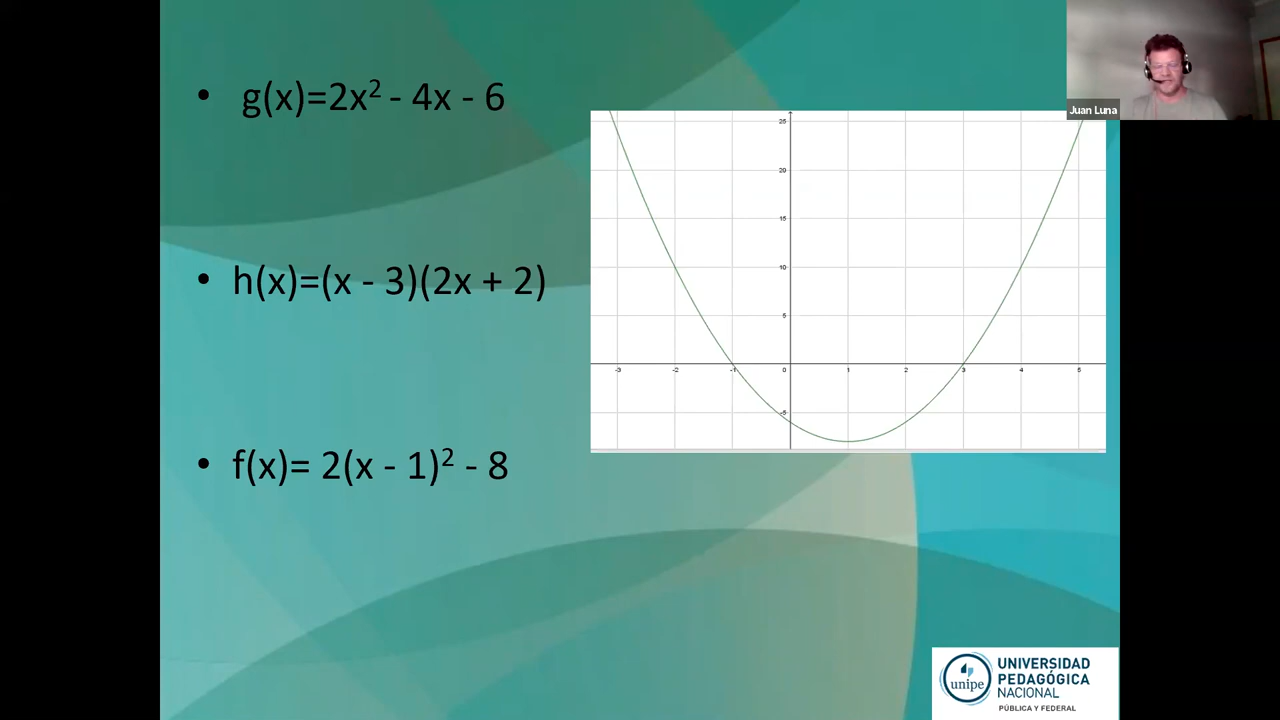 • g(x)=2x² - 4x - 6
• h(x)=(x - 3)(2x + 2)
• f(x)= 2(x - 1)² - 8
25
20
15
10
5
-3 -2 -1 0 1 2 3 4 5
-5
Juan Luna
unipe
UNIVERSIDAD
PEDAGÓGICA
NACIONAL
PÚBLICA Y FEDERAL